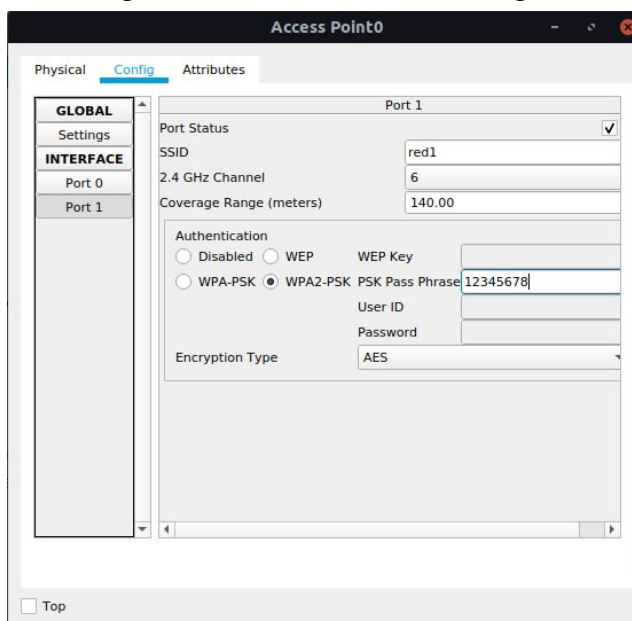 Access Point0
Physical Config Attributes
GLOBAL
Settings
INTERFACE
Port 0
Port 1
Port 1
Port Status
SSID red1
2.4 GHz Channel 6
Coverage Range (meters) 140.00
Authentication
Disabled WEP WEP Key
WPA-PSK WPA2-PSK PSK Pass Phrase 12345678
User ID
Password
Encryption Type AES
Top